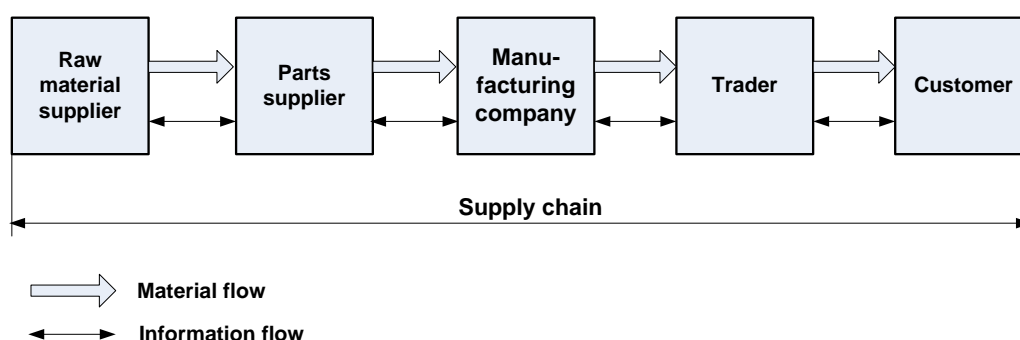 Raw
material
supplier
Parts
supplier
Manu-
facturing
company
Trader
Customer
Supply chain
Material flow
Information flow